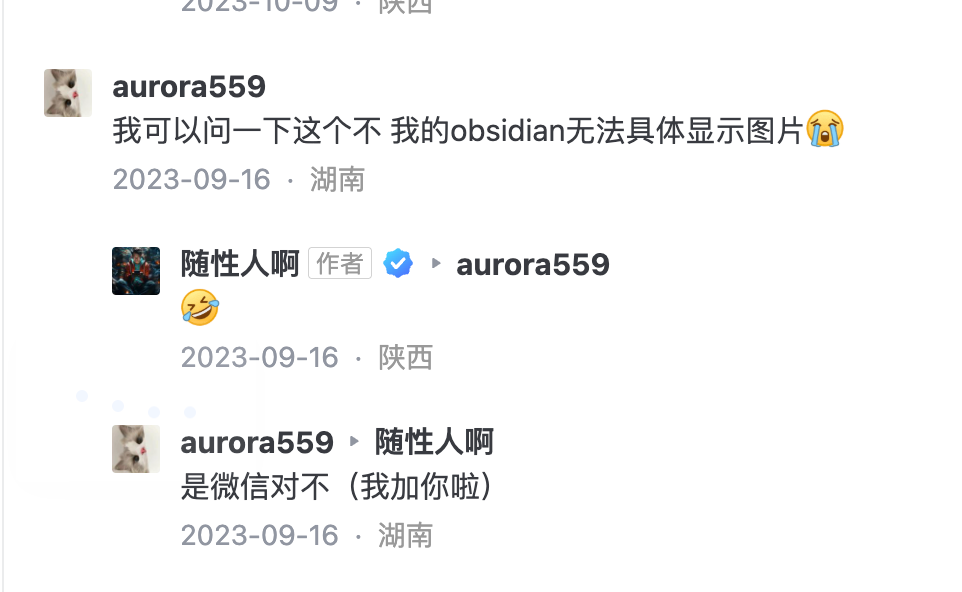 2023-10-09 · 陕西
aurora559
我可以问一下这个不 我的obsidian无法具体显示图片😭
2023-09-16 · 湖南
随性人啊 作者 ▸ aurora559
🤣
2023-09-16 · 陕西
aurora559 ▸ 随性人啊
是微信对不（我加你啦）
2023-09-16 · 湖南